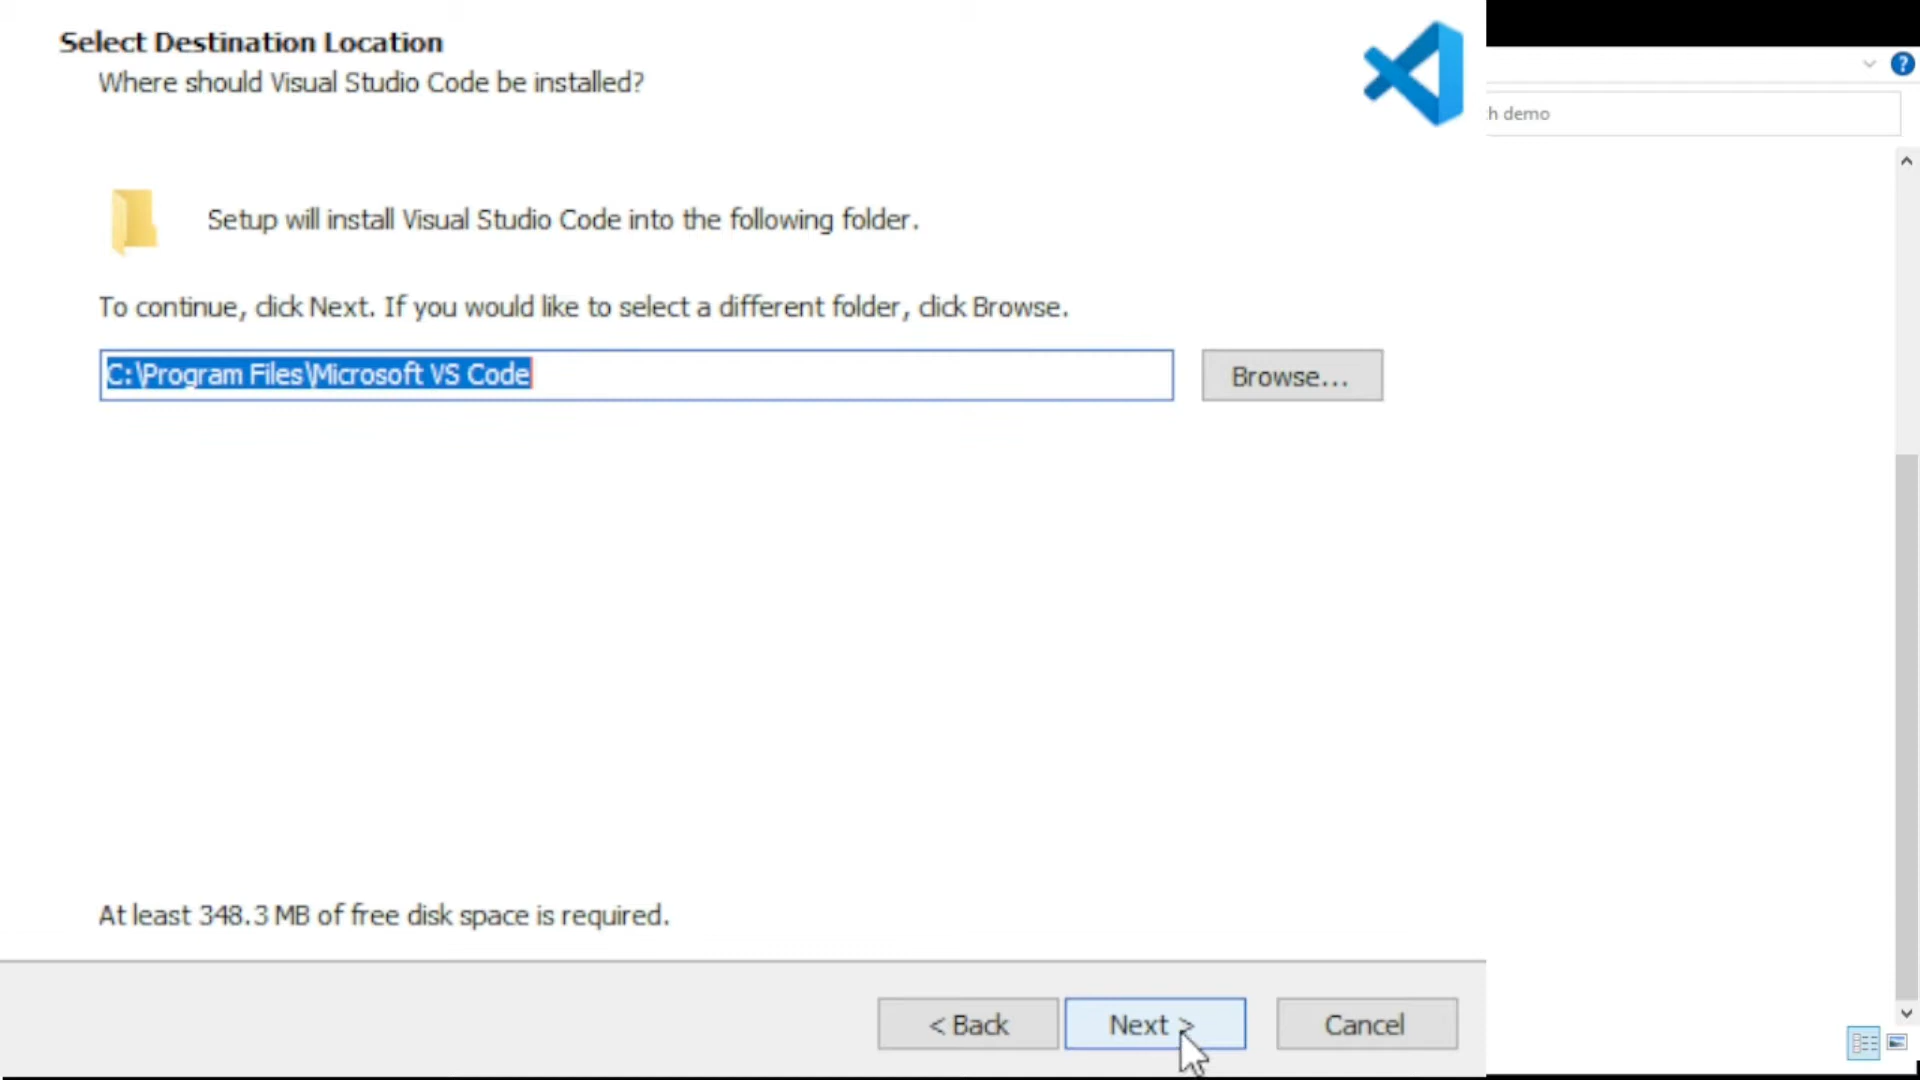 Select Destination Location
Where should Visual Studio Code be installed?
?
h demo
Setup will install Visual Studio Code into the following folder.
To continue, click Next. If you would like to select a different folder, click Browse.
C:\Program Files\Microsoft VS Code
Browse...
At least 348.3 MB of free disk space is required.
< Back
Next >
Cancel